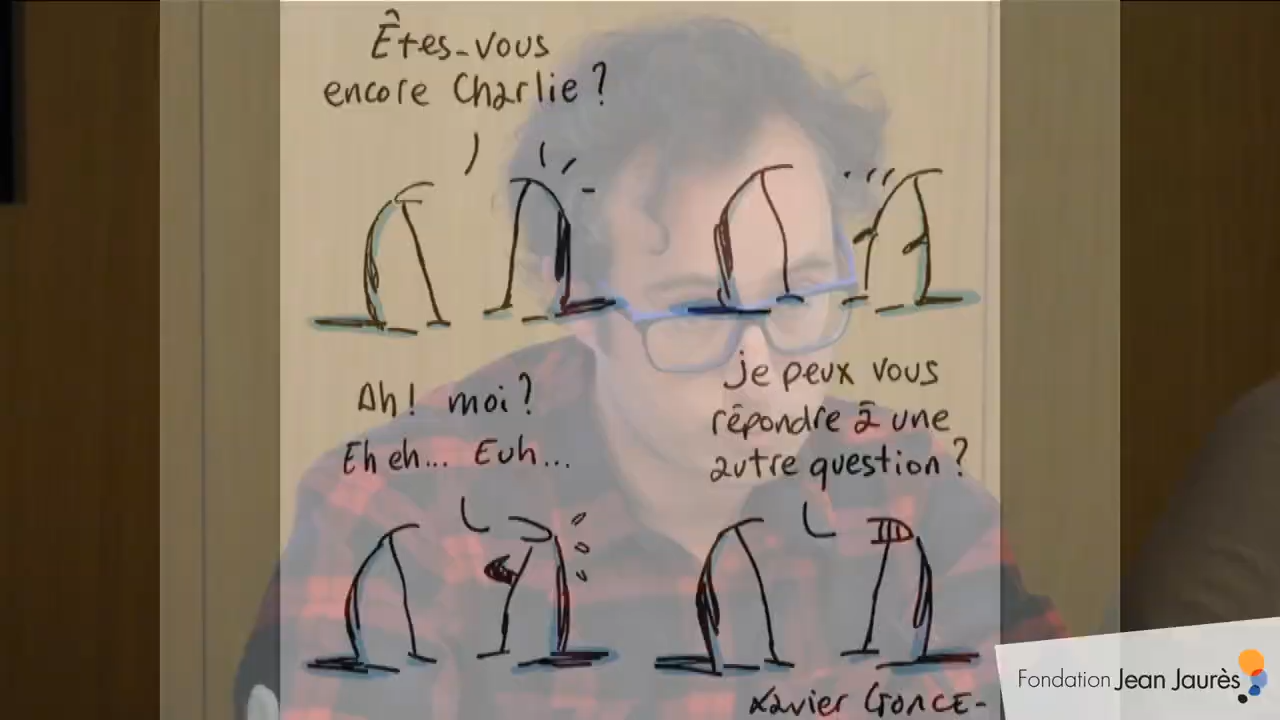 Êtes-vous
encore Charlie ?
Ah ! moi ?
Eh eh... Euh...
je peux vous
répondre à une
autre question ?
Xavier GORCE-
Fondation Jean Jaurès